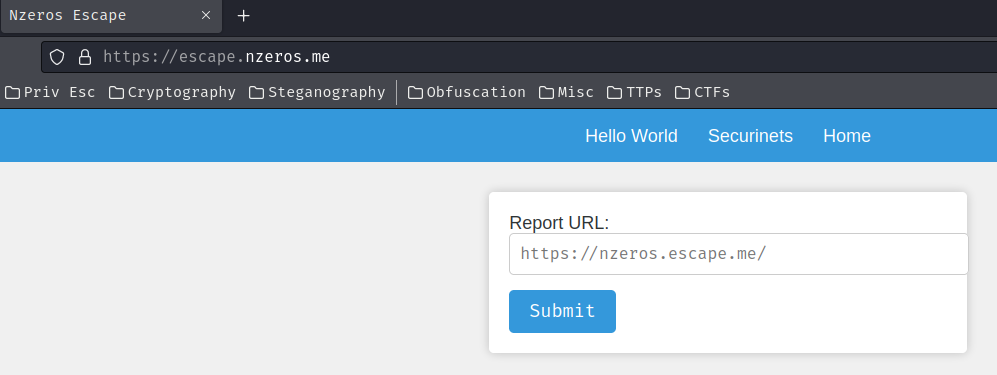 Nzeros Escape
https://escape.nzeros.me
Priv Esc Cryptography Steganography Obfuscation Misc TTPs CTFs
Hello World Securinets Home
Report URL:
https://nzeros.escape.me/
Submit